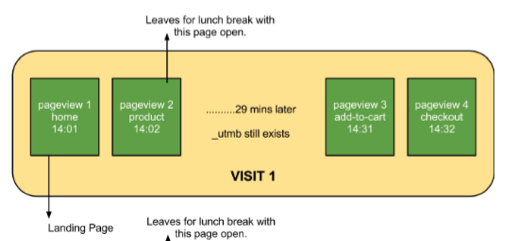 Leaves for lunch break with
this page open.
pageview 1
home
14:01
pageview 2
product
14:02
..........29 mins later
_utmb still exists
pageview 3
add-to-cart
14:31
pageview 4
checkout
14:32
VISIT 1
Landing Page
Leaves for lunch break with
this page open.